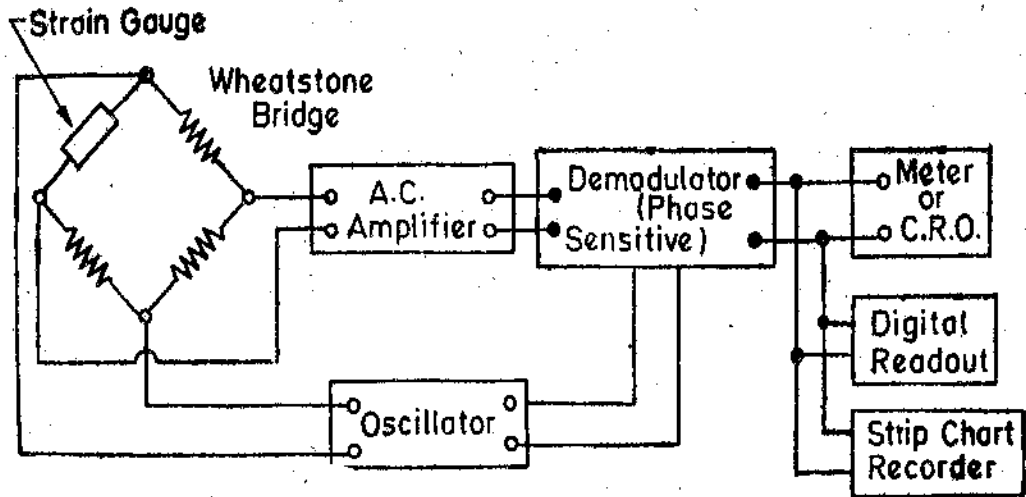 Strain Gauge
Wheatstone
Bridge
A.C.
Amplifier
Demodulator
(Phase
Sensitive)
Meter
or
C.R.O.
Digital
Readout
Oscillator
Strip Chart
Recorder